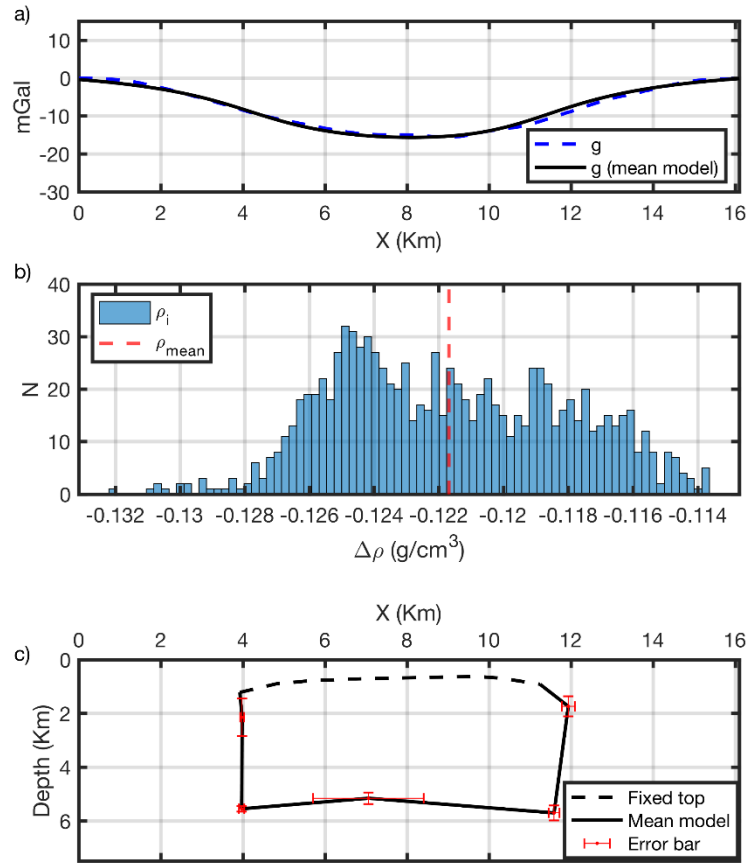 a)
10
0
-10
-20
-30
mGal
g
g (mean model)
0 2 4 6 8 10 12 14 16
X (Km)
b)
40
30
20
10
0
N
ρi
ρmean
-0.132 -0.13 -0.128 -0.126 -0.124 -0.122 -0.12 -0.118 -0.116 -0.114
Δρ (g/cm³)
X (Km)
0 2 4 6 8 10 12 14 16
c)
0
2
4
6
Depth (Km)
Fixed top
Mean model
Error bar